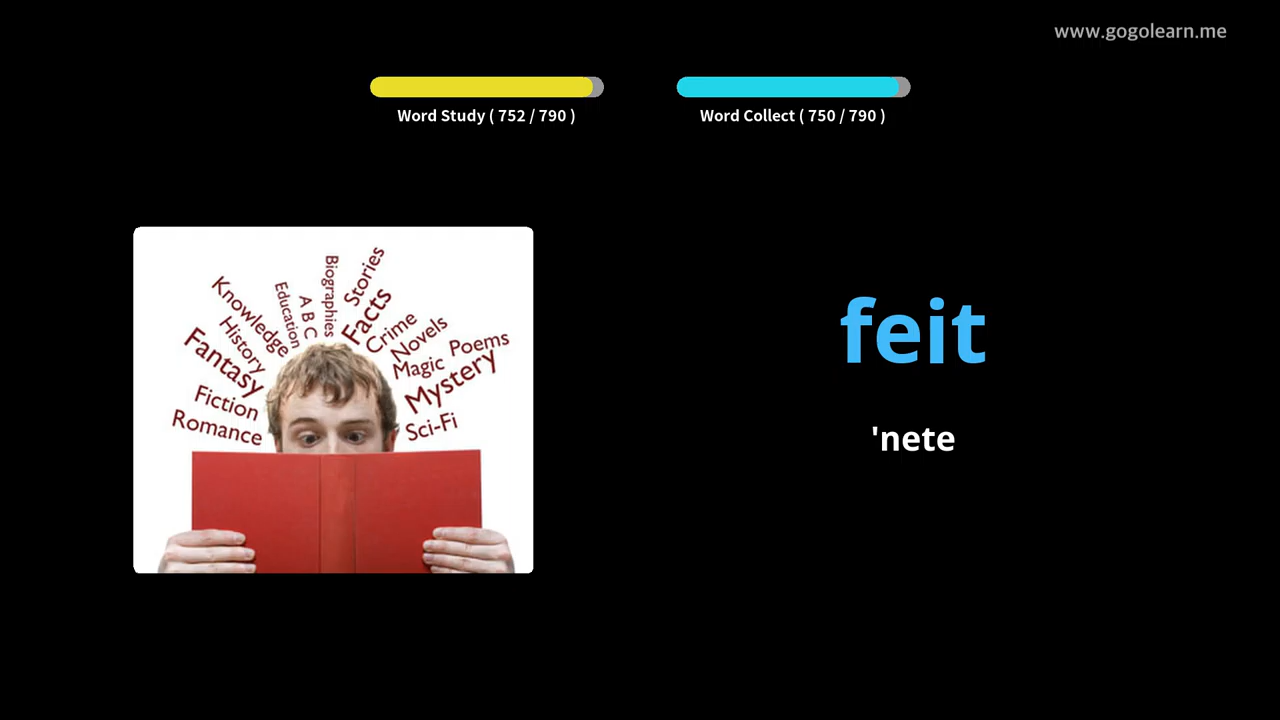 www.gogolearn.me
Word Study ( 752 / 790 )
Word Collect ( 750 / 790 )
Knowledge
History
Fantasy
Fiction
Romance
Education
A B C
Biographies
Stories
Facts
Crime
Novels
Magic
Poems
Mystery
Sci-Fi
feit
'nete